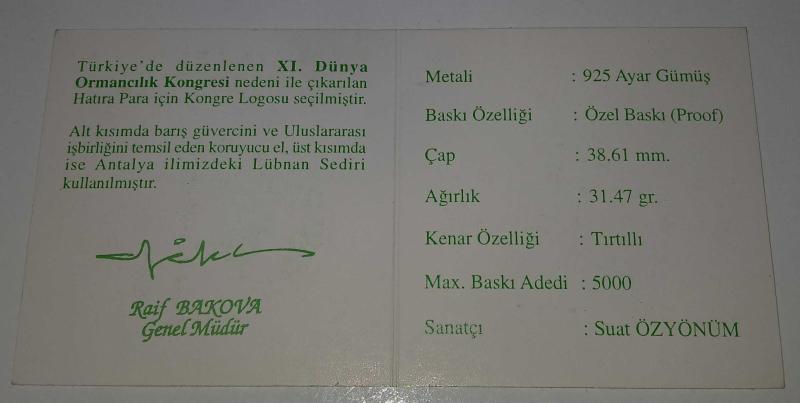 Türkiye'de düzenlenen XI. Dünya
Ormancılık Kongresi nedeni ile çıkarılan
Hatıra Para için Kongre Logosu seçilmiştir.
Alt kısımda barış güvercini ve Uluslararası
işbirliğini temsil eden koruyucu el, üst kısımda
ise Antalya ilimizdeki Lübnan Sediri
kullanılmıştır.
Raif BAKOVA
Genel Müdür
Metali : 925 Ayar Gümüş
Baskı Özelliği : Özel Baskı (Proof)
Çap : 38.61 mm.
Ağırlık : 31.47 gr.
Kenar Özelliği : Tırtıllı
Max. Baskı Adedi : 5000
Sanatçı : Suat ÖZYÖNÜM